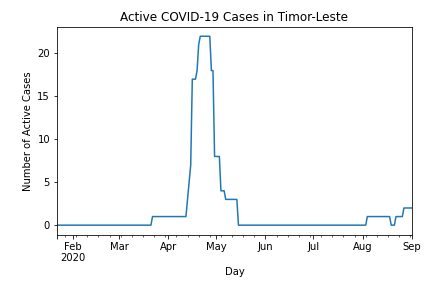 Active COVID-19 Cases in Timor-Leste
Number of Active Cases
20
15
10
5
0
Feb Mar Apr May Jun Jul Aug Sep
2020
Day